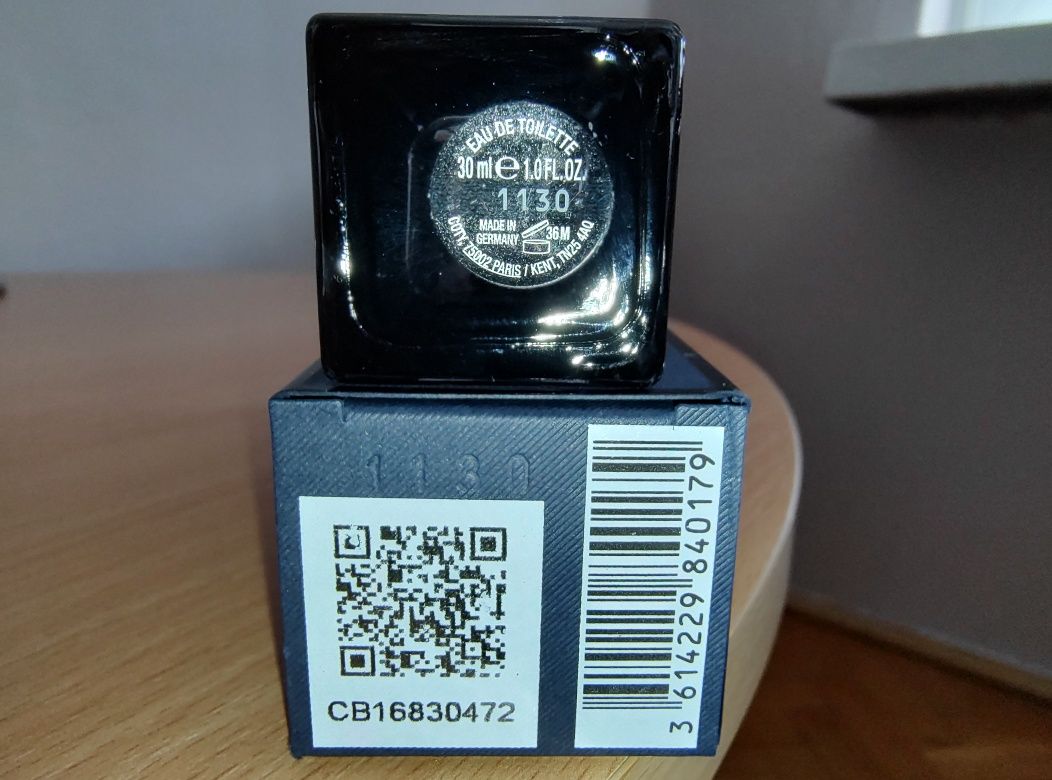 EAU DE TOILETTE
30 ml e 1.0 FL.OZ.
1130
MADE IN
GERMANY
36M
COTY, 75002 PARIS / KENT, TN25 4AQ
1130
CB16830472
3 614229 840179